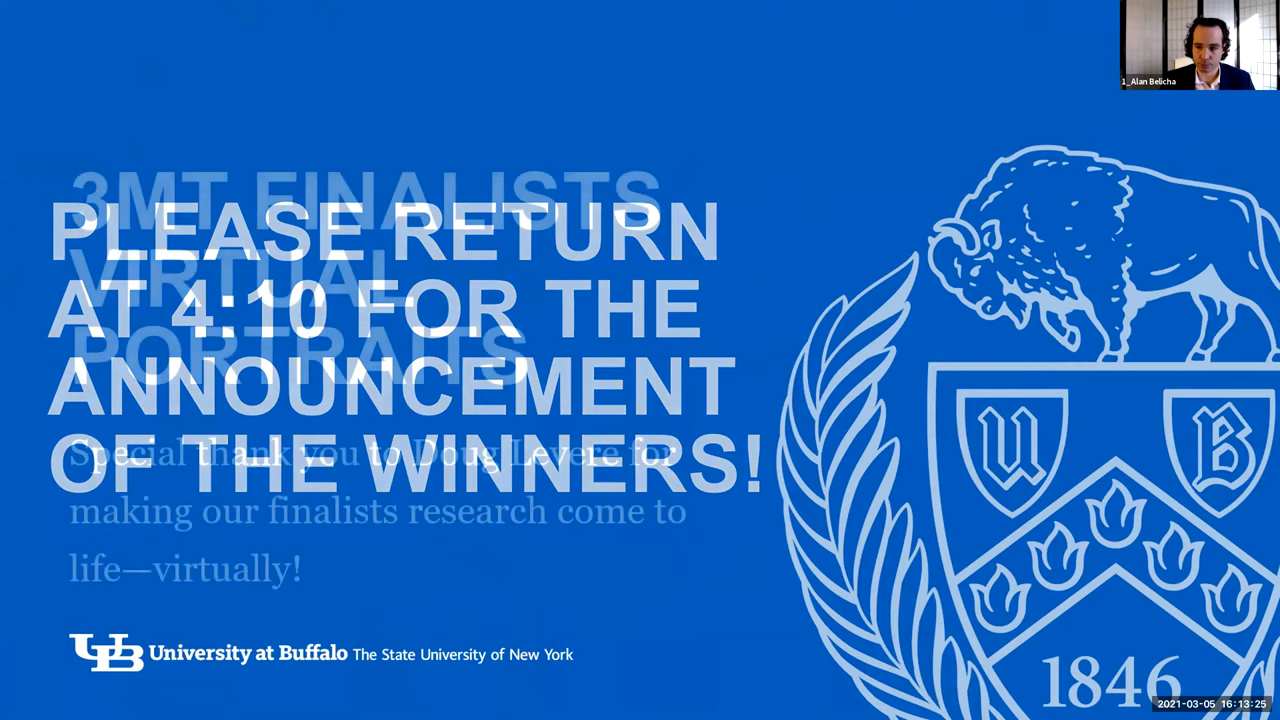 1_Alan Belicha
3MT FINALISTS
VIRTUAL
PORTRAITS
PLEASE RETURN
AT 4:10 FOR THE
ANNOUNCEMENT
OF THE WINNERS!
Special thank you to Doug Levere for
making our finalists research come to
life—virtually!
U B
1846
UB University at Buffalo The State University of New York
2021-03-05 16:13:25